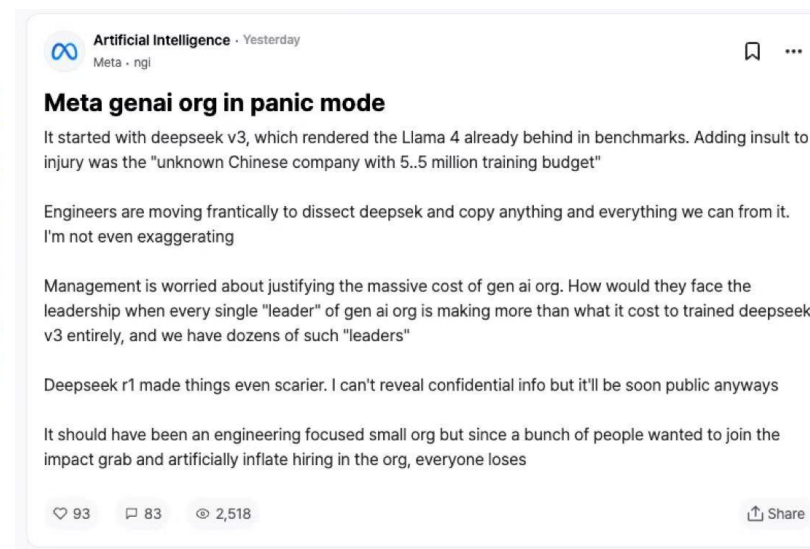 Artificial Intelligence · Yesterday
Meta · ngi
Meta genai org in panic mode
It started with deepseek v3, which rendered the Llama 4 already behind in benchmarks. Adding insult to
injury was the "unknown Chinese company with 5..5 million training budget"
Engineers are moving frantically to dissect deepsek and copy anything and everything we can from it.
I'm not even exaggerating
Management is worried about justifying the massive cost of gen ai org. How would they face the
leadership when every single "leader" of gen ai org is making more than what it cost to trained deepseek
v3 entirely, and we have dozens of such "leaders"
Deepseek r1 made things even scarier. I can't reveal confidential info but it'll be soon public anyways
It should have been an engineering focused small org but since a bunch of people wanted to join the
impact grab and artificially inflate hiring in the org, everyone loses
93 83 2,518 Share